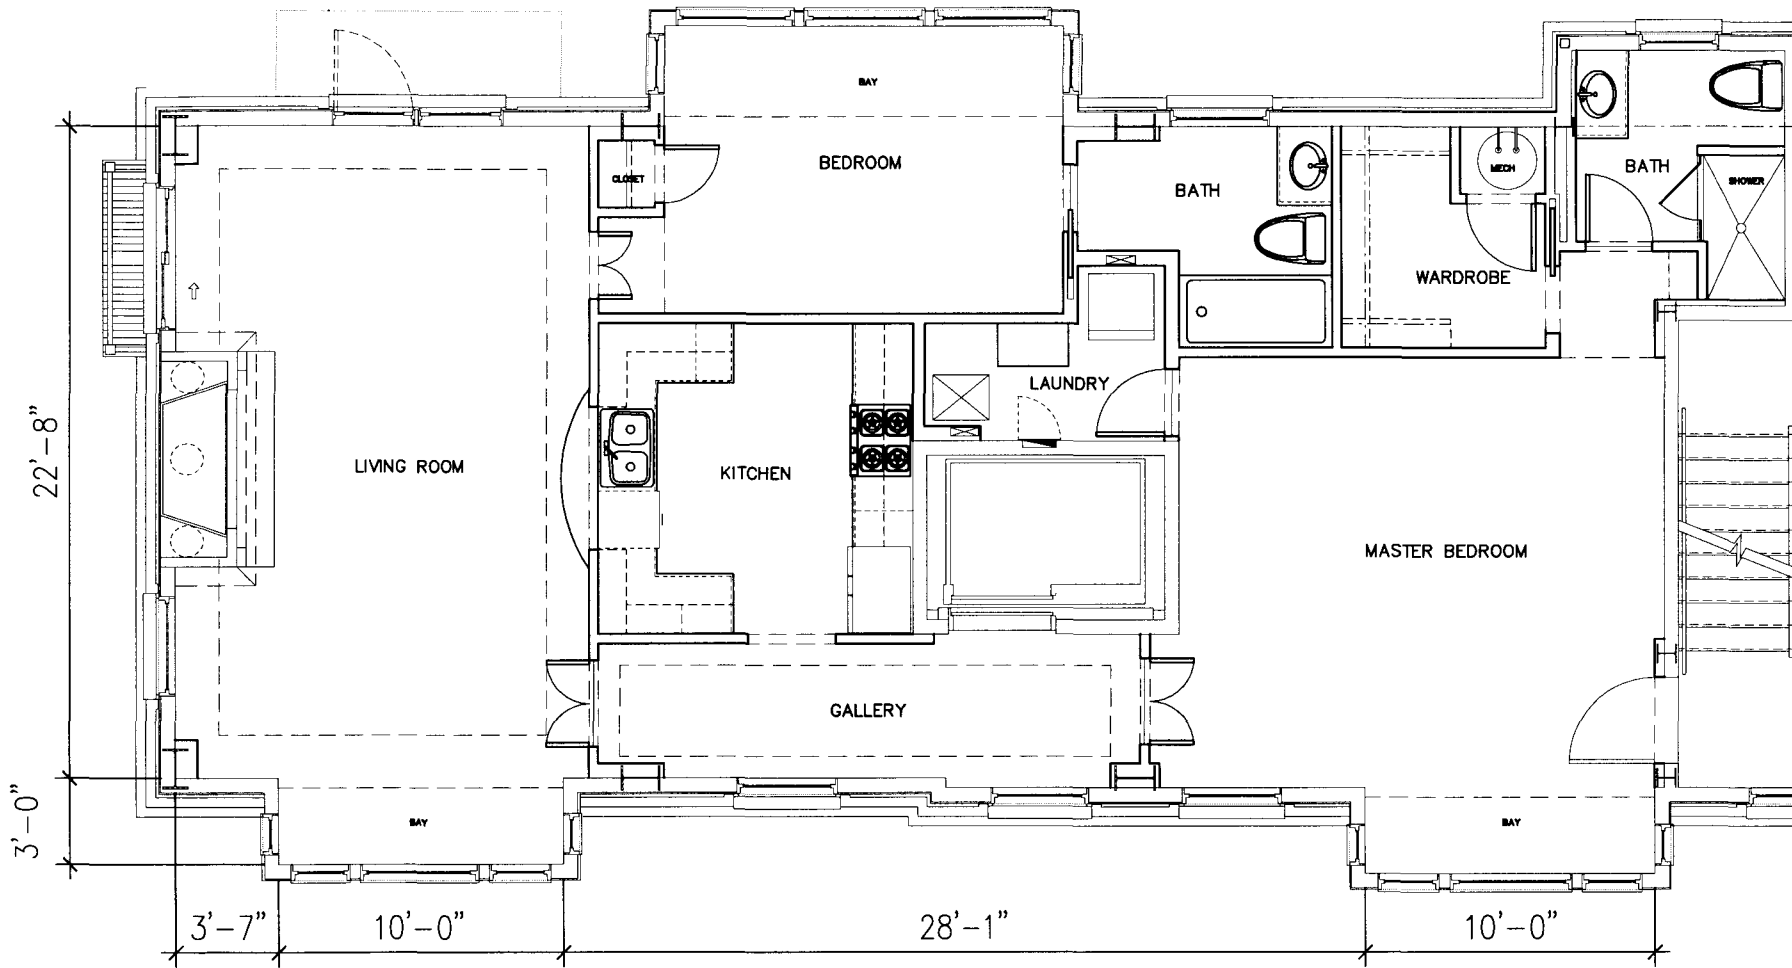 BAY
BEDROOM
CLOSET
BATH
MECH
BATH
SHOWER
WARDROBE
LAUNDRY
22'-8"
LIVING ROOM
KITCHEN
MASTER BEDROOM
GALLERY
3'-0"
BAY
BAY
3'-7"
10'-0"
28'-1"
10'-0"